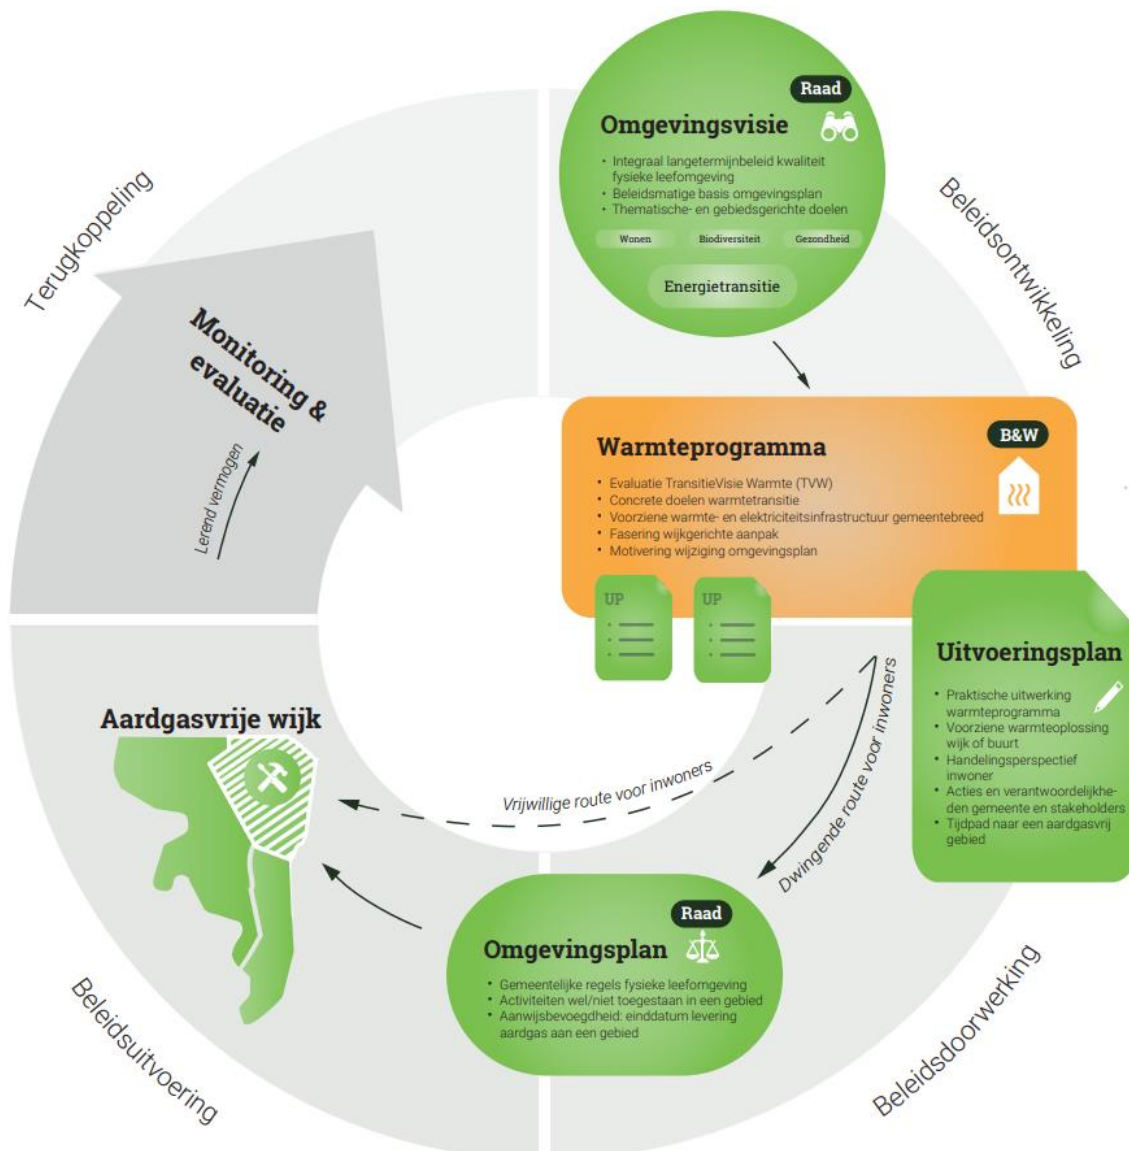 Raad
Omgevingsvisie
• Integraal langetermijnbeleid kwaliteit
fysieke leefomgeving
• Beleidsmatige basis omgevingsplan
• Thematische- en gebiedsgerichte doelen
Wonen
Biodiversiteit
Gezondheid
Energietransitie
Beleidsontwikkeling
B&W
Warmteprogramma
• Evaluatie TransitieVisie Warmte (TVW)
• Concrete doelen warmtetransitie
• Voorziene warmte- en elektriciteitsinfrastructuur gemeentebreed
• Fasering wijkgerichte aanpak
• Motivering wijziging omgevingsplan
UP
UP
Uitvoeringsplan
• Praktische uitwerking
warmteprogramma
• Voorziene warmteoplossing
wijk of buurt
• Handelingsperspectief
inwoner
• Acties en verantwoordelijkhe-
den gemeente en stakeholders
• Tijdpad naar een aardgasvrij
gebied
Dwingende route voor inwoners
Vrijwillige route voor inwoners
Beleidsdoorwerking
Raad
Omgevingsplan
• Gemeentelijke regels fysieke leefomgeving
• Activiteiten wel/niet toegestaan in een gebied
• Aanwijsbevoegdheid: einddatum levering
aardgas aan een gebied
Aardgasvrije wijk
Beleidsuitvoering
Lerend vermogen
Monitoring &
evaluatie
Terugkoppeling